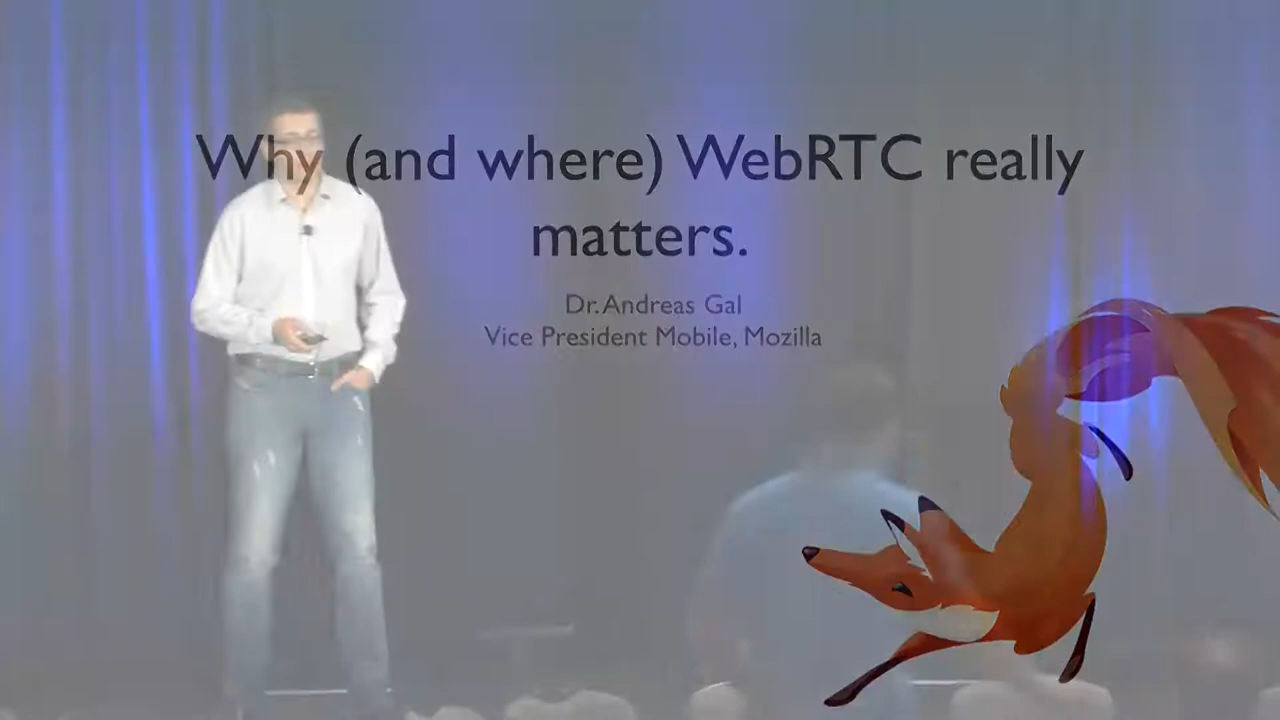 Why (and where) WebRTC really
matters.
Dr. Andreas Gal
Vice President Mobile, Mozilla